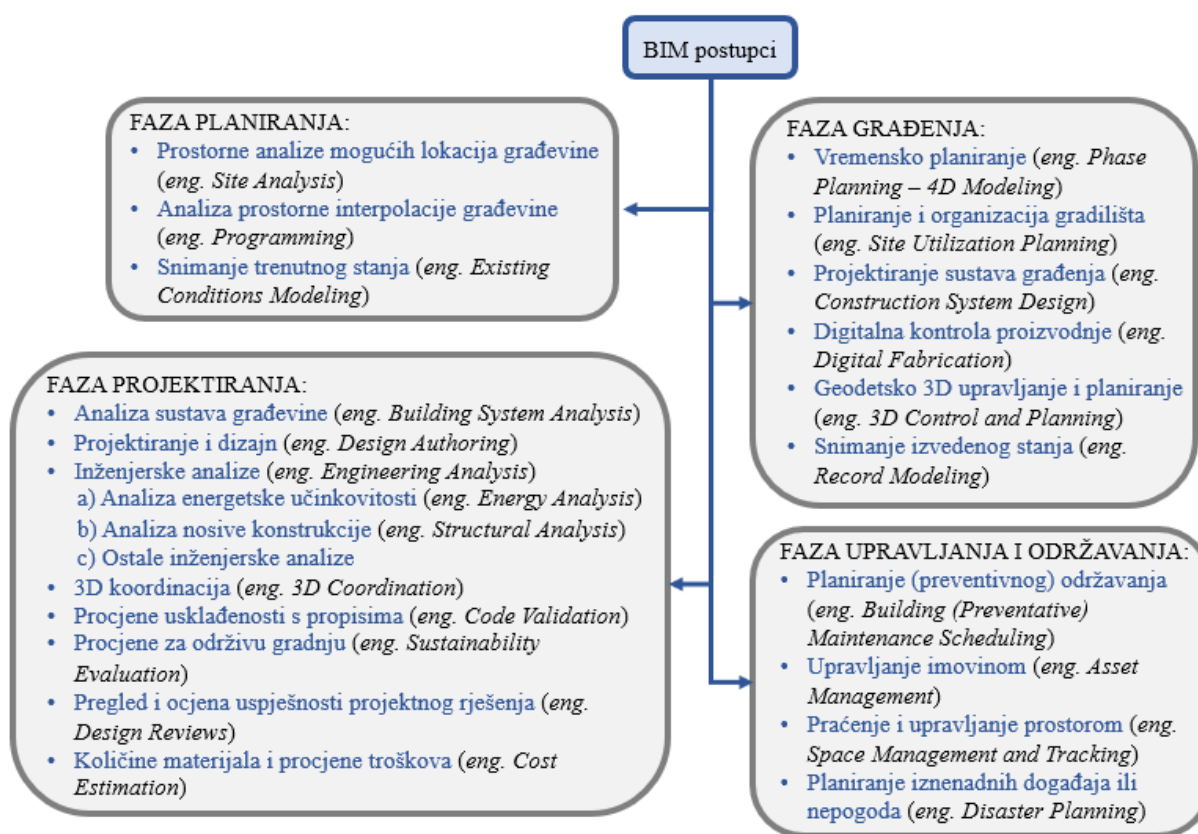 BIM postupci
FAZA PLANIRANJA:
• Prostorne analize mogućih lokacija građevine
(eng. Site Analysis)
• Analiza prostorne interpolacije građevine
(eng. Programming)
• Snimanje trenutnog stanja (eng. Existing
Conditions Modeling)
FAZA PROJEKTIRANJA:
• Analiza sustava građevine (eng. Building System Analysis)
• Projektiranje i dizajn (eng. Design Authoring)
• Inženjerske analize (eng. Engineering Analysis)
a) Analiza energetske učinkovitosti (eng. Energy Analysis)
b) Analiza nosive konstrukcije (eng. Structural Analysis)
c) Ostale inženjerske analize
• 3D koordinacija (eng. 3D Coordination)
• Procjene usklađenosti s propisima (eng. Code Validation)
• Procjene za održivu gradnju (eng. Sustainability
Evaluation)
• Pregled i ocjena uspješnosti projektnog rješenja (eng.
Design Reviews)
• Količine materijala i procjene troškova (eng. Cost
Estimation)
FAZA GRAĐENJA:
• Vremensko planiranje (eng. Phase
Planning – 4D Modeling)
• Planiranje i organizacija gradilišta
(eng. Site Utilization Planning)
• Projektiranje sustava građenja (eng.
Construction System Design)
• Digitalna kontrola proizvodnje (eng.
Digital Fabrication)
• Geodetsko 3D upravljanje i planiranje
(eng. 3D Control and Planning)
• Snimanje izvedenog stanja (eng.
Record Modeling)
FAZA UPRAVLJANJA I ODRŽAVANJA:
• Planiranje (preventivnog) održavanja
(eng. Building (Preventative)
Maintenance Scheduling)
• Upravljanje imovinom (eng. Asset
Management)
• Praćenje i upravljanje prostorom (eng.
Space Management and Tracking)
• Planiranje iznenadnih događaja ili
nepogoda (eng. Disaster Planning)